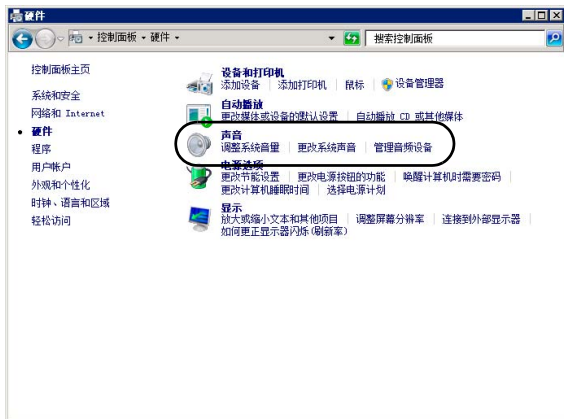 硬件
控制面板 硬件
搜索控制面板
控制面板主页
系统和安全
网络和 Internet
硬件
程序
用户帐户
外观和个性化
时钟、语言和区域
轻松访问
设备和打印机
添加设备 添加打印机 鼠标 设备管理器
自动播放
更改媒体或设备的默认设置 自动播放 CD 或其他媒体
声音
调整系统音量 更改系统声音 管理音频设备
电源选项
更改节能设置 更改电源按钮的功能 唤醒计算机时需要密码
更改计算机睡眠时间 选择电源计划
显示
放大或缩小文本和其他项目 调整屏幕分辨率 连接到外部显示器
如何更正显示器闪烁(刷新率)